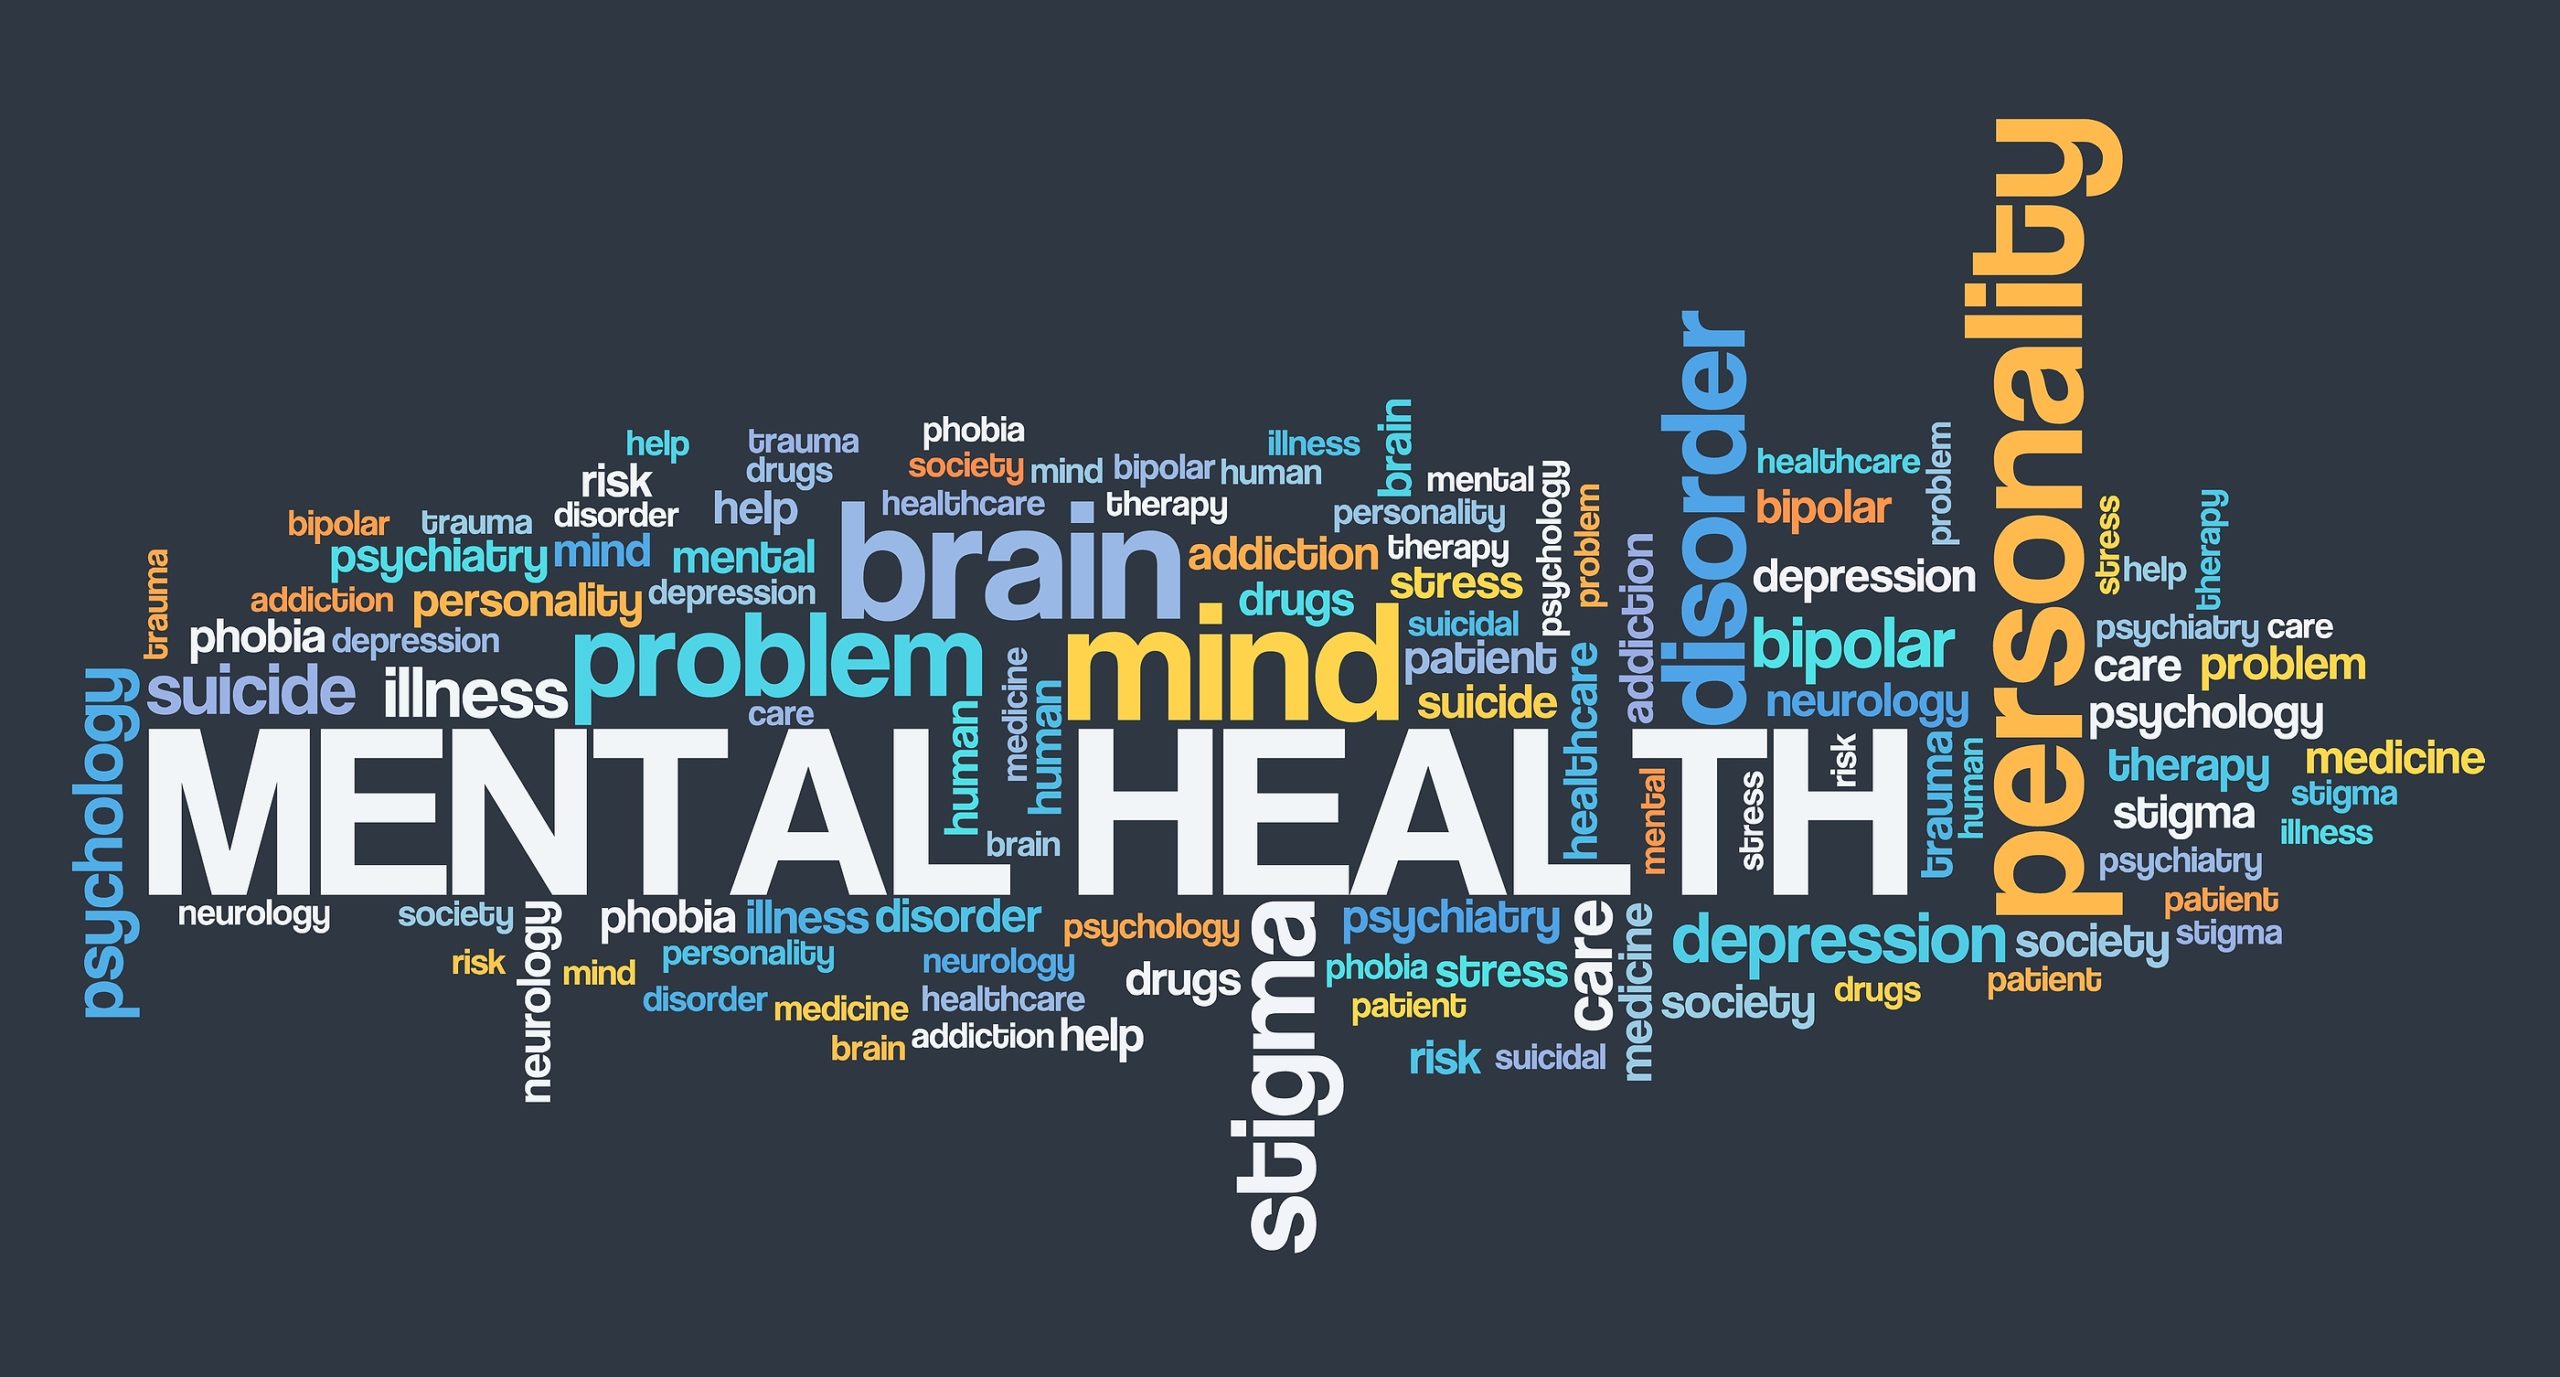 personality
disorder
brain
help
trauma
phobia
illness
drugs
society
mind
bipolar
human
risk
mental
psychology
healthcare
problem
bipolar
trauma
disorder
help
healthcare
therapy
personality
problem
bipolar
stress
therapy
psychiatry
mind
mental
brain
addiction
therapy
addiction
depression
help
trauma
addiction
personality
depression
drugs
stress
phobia
depression
problem
mind
suicidal
bipolar
psychiatry
care
patient
care
problem
psychology
suicide
illness
care
human
medicine
human
suicide
healthcare
neurology
psychology
MENTAL HEALTH
brain
mental
stress
risk
trauma
human
therapy
medicine
stigma
stigma
illness
psychiatry
patient
neurology
society
neurology
phobia
illness
disorder
psychology
stigma
psychiatry
care
medicine
depression
society
stigma
risk
mind
personality
neurology
drugs
phobia
stress
patient
disorder
medicine
healthcare
patient
society
drugs
brain
addiction
help
risk
suicidal